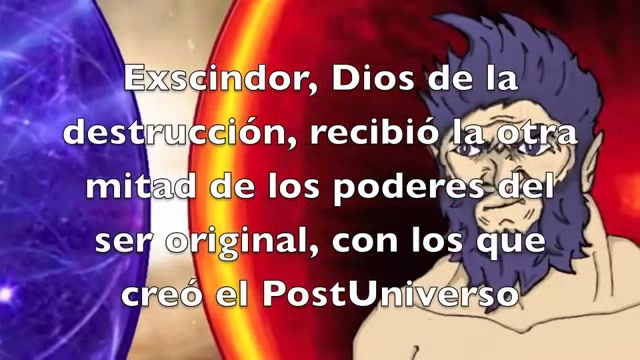 Exscindor, Dios de la
destrucción, recibió la otra
mitad de los poderes del
ser original, con los que
creó el PostUniverso